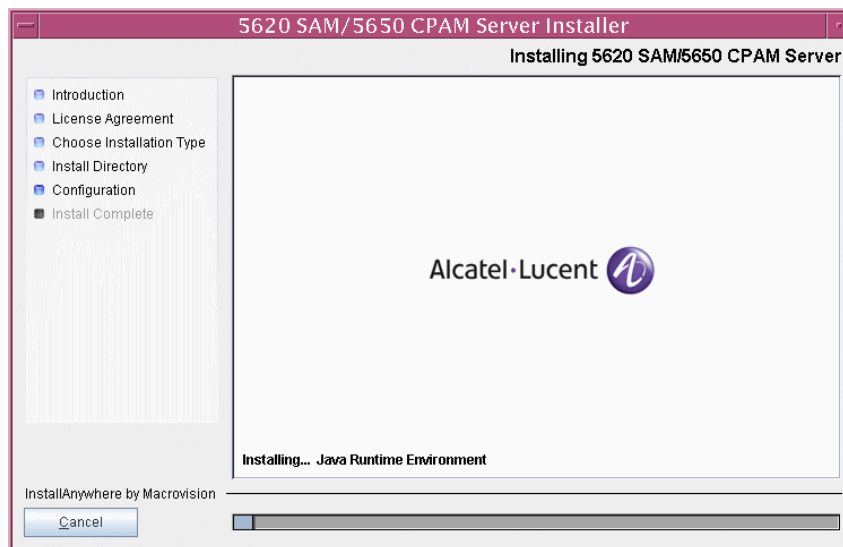 5620 SAM/5650 CPAM Server Installer
Installing 5620 SAM/5650 CPAM Server
Introduction
License Agreement
Choose Installation Type
Install Directory
Configuration
Install Complete
Alcatel·Lucent
Installing... Java Runtime Environment
InstallAnywhere by Macrovision
Cancel